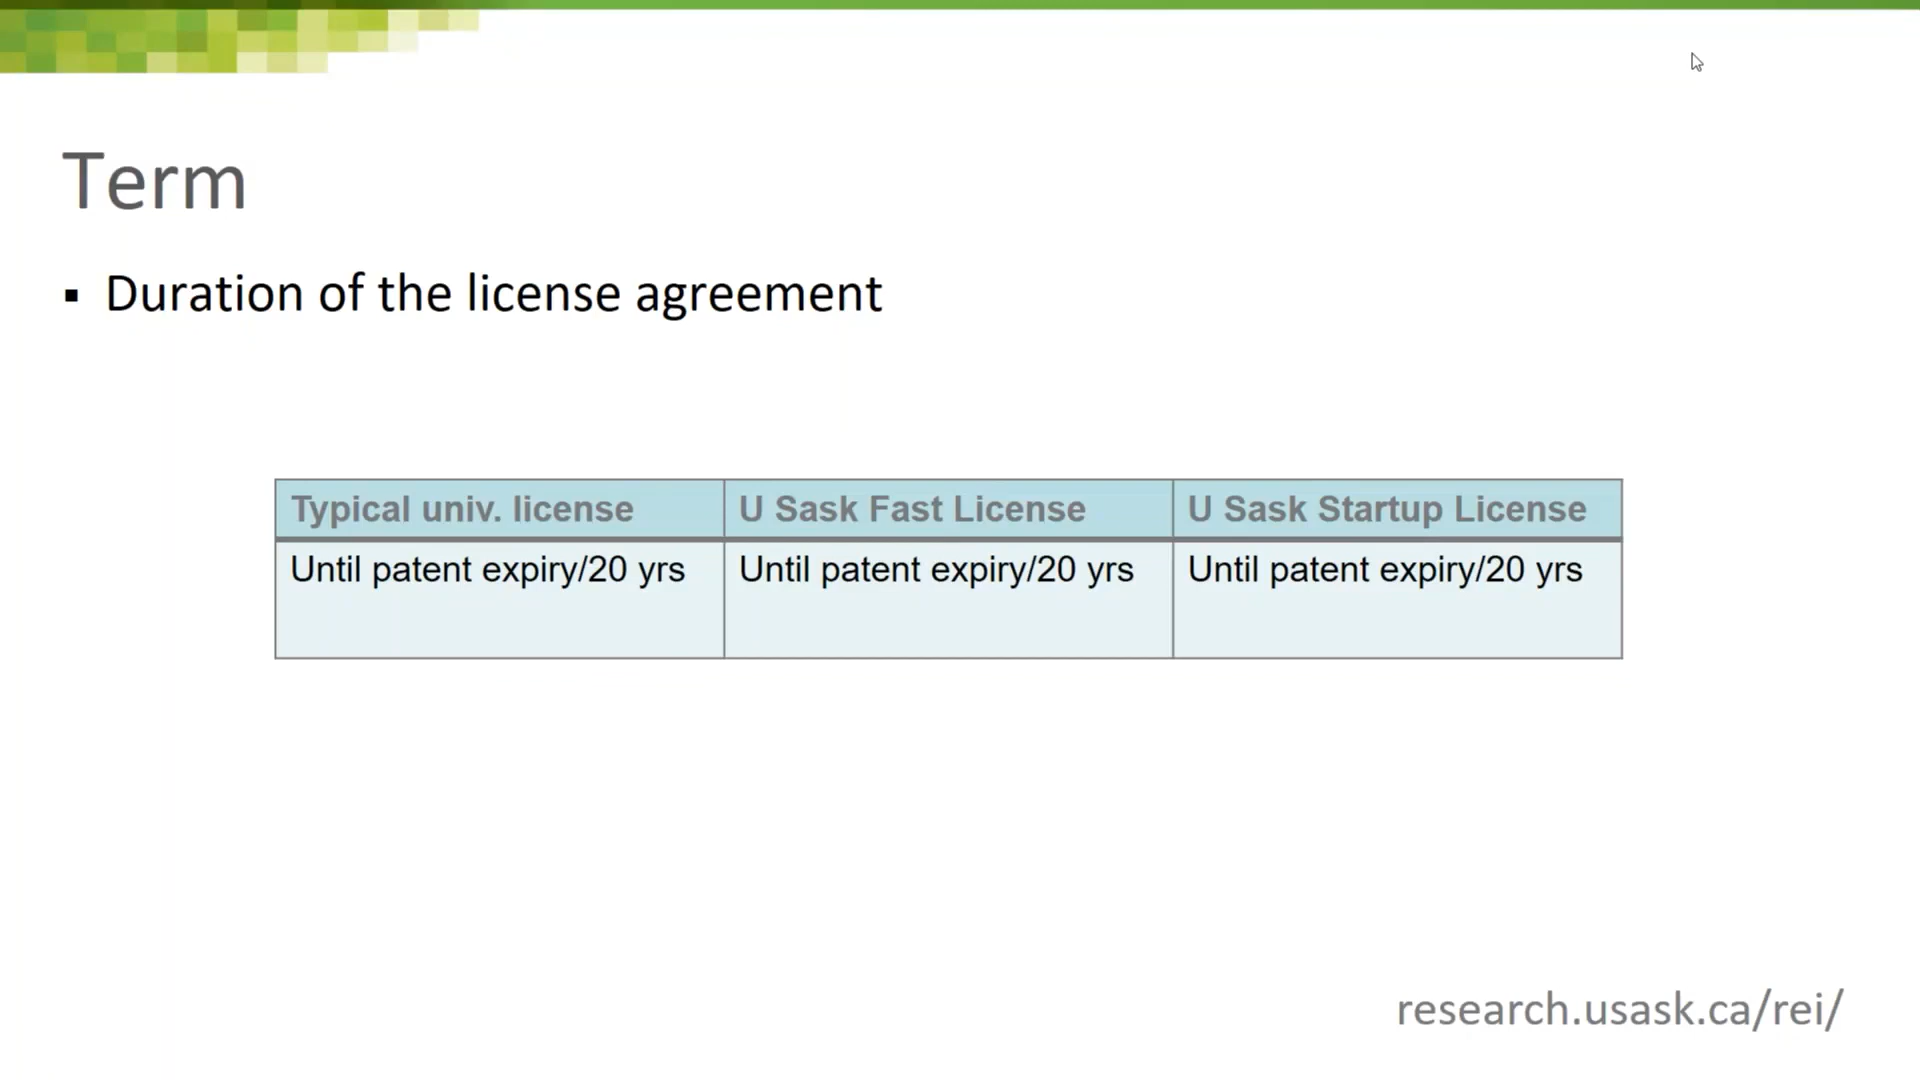 Term
▪ Duration of the license agreement
Typical univ. license U Sask Fast License U Sask Startup License
Until patent expiry/20 yrs Until patent expiry/20 yrs Until patent expiry/20 yrs
research.usask.ca/rei/